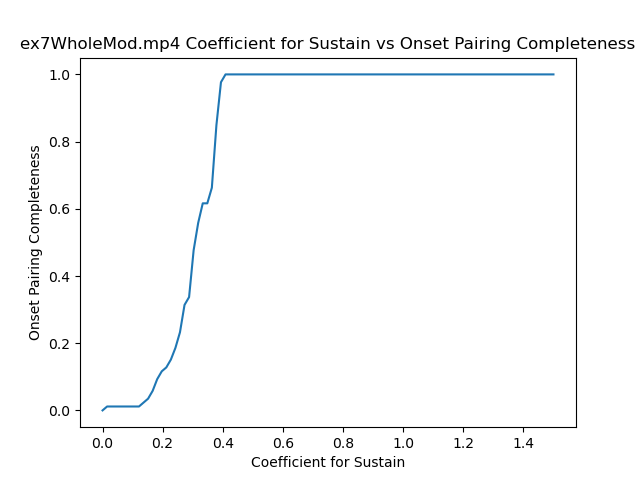 ex7WholeMod.mp4 Coefficient for Sustain vs Onset Pairing Completeness
1.0
0.8
0.6
0.4
0.2
0.0
Onset Pairing Completeness
0.0 0.2 0.4 0.6 0.8 1.0 1.2 1.4
Coefficient for Sustain